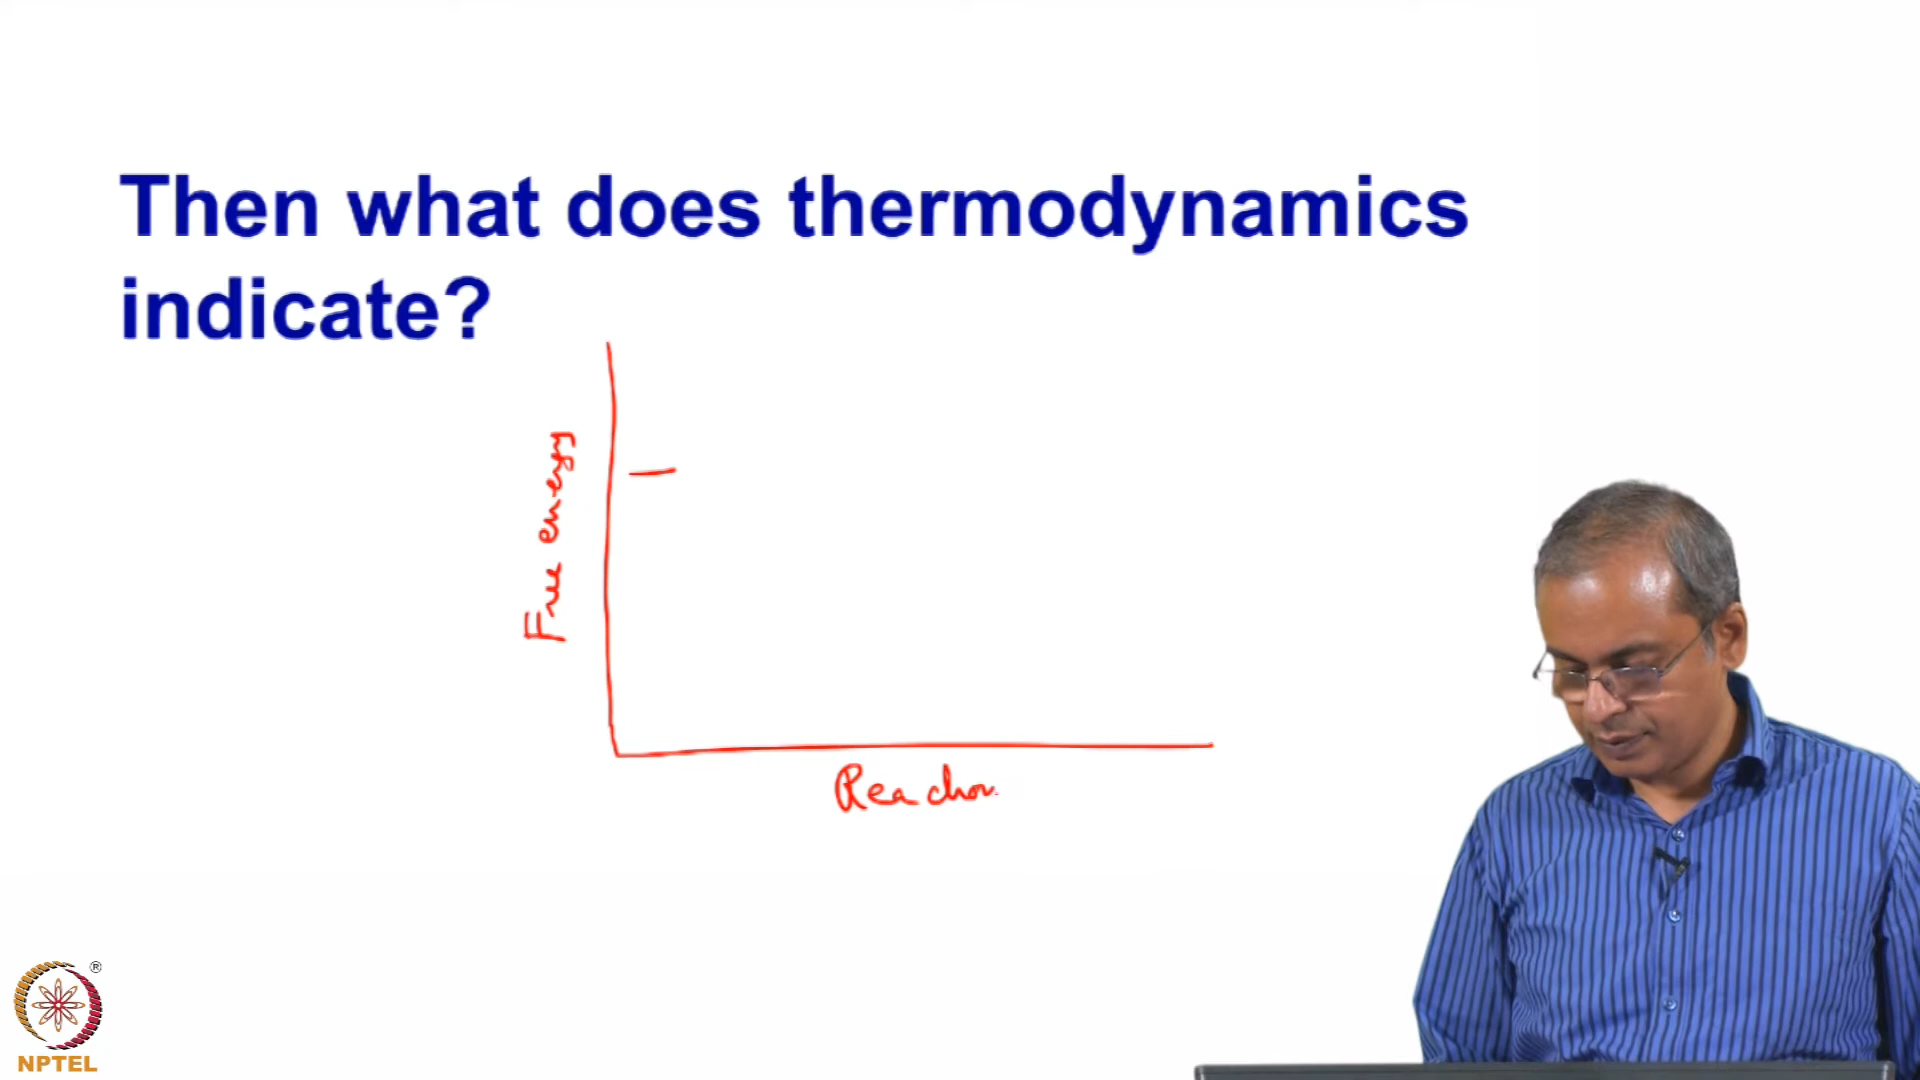 Then what does thermodynamics
indicate?
Free energy
Reaction
®
NPTEL